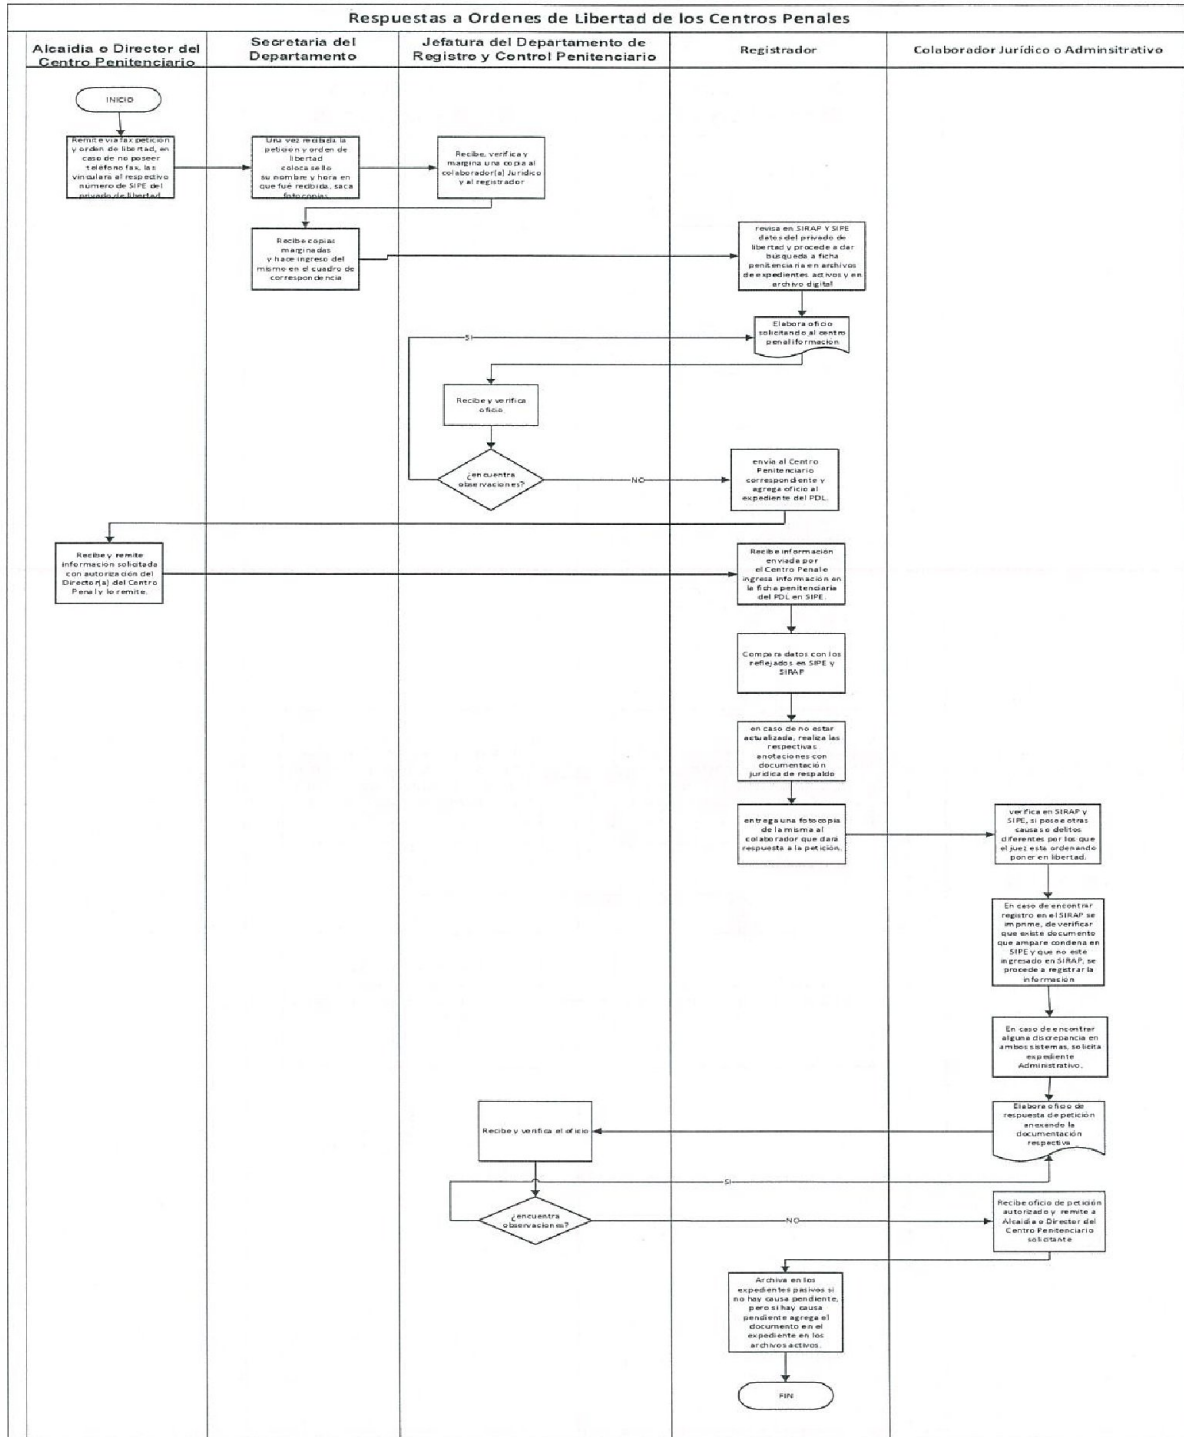 Respuestas a Ordenes de Libertad de los Centros Penales
Alcaidia o Director del
Centro Penitenciario
Secretaria del
Departamento
Jefatura del Departamento de
Registro y Control Penitenciario
Registrador
Colaborador Jurídico o Adminsitrativo
INICIO
Remite via fax peticion
y orden de libertad, en
caso de no poseer
teléfono fax, las
vinculara al respectivo
número de SIPE del
privado de libertad
Una vez recibida la
peticion y orden de
libertad
coloca sello
su nombre y hora en
que fué recibida, saca
fotocopias
Recibe, verifica y
margina una copia al
colaborador(a) Juridico
y al registrador
Recibe copias
marginadas
y hace ingreso del
mismo en el cuadro de
correspondencia
revisa en SIRAP Y SIPE
datos del privado de
libertad y procede a dar
búsqueda a ficha
penitenciaria en archivos
de expedientes activos y en
archivo digital
Elabora oficio
solicitando al centro
penal iformación
SI
Recibe y verifica
oficio.
¿encuentra
observaciones?
NO
envía al Centro
Penitenciario
correspondiente y
agrega oficio al
expediente del PDL.
Recibe y remite
informacion solicitada
con autorización del
Director(a) del Centro
Penal y lo remite.
Recibe información
enviada por
el Centro Penal e
ingresa información en
la ficha penitenciaria
del PDL en SIPE.
Compara datos con los
reflejados en SIPE y
SIRAP
en caso de no estar
actualizada, realiza las
respectivas
anotaciones con
documentación
jurídica de respaldo
entrega una fotocopia
de la misma al
colaborador que dará
respuesta a la petición.
verifica en SIRAP y
SIPE, si posee otras
causas o delitos
diferentes por los que
el juez esta ordenando
poner en libertad.
En caso de encontrar
registro en el SIRAP se
imprime, de verificar
que existe documento
que ampare condena en
SIPE y que no este
ingresado en SIRAP, se
procede a registrar la
informacion
En caso de encontrar
alguna discrepancia en
ambos sistemas, solicita
expediente
Administrativo.
Elabora oficio de
respuesta de petición
anexando la
documentación
respectiva
Recibe y verifica el oficio
SI
¿encuentra
observaciones?
NO
Recibe oficio de petición
autorizado y remite a
Alcaidia o Director del
Centro Penitenciario
solicitante
Archiva en los
expedientes pasivos si
no hay causa pendiente,
pero si hay causa
pendiente agrega el
documento en el
expediente en los
archivos activos.
FIN